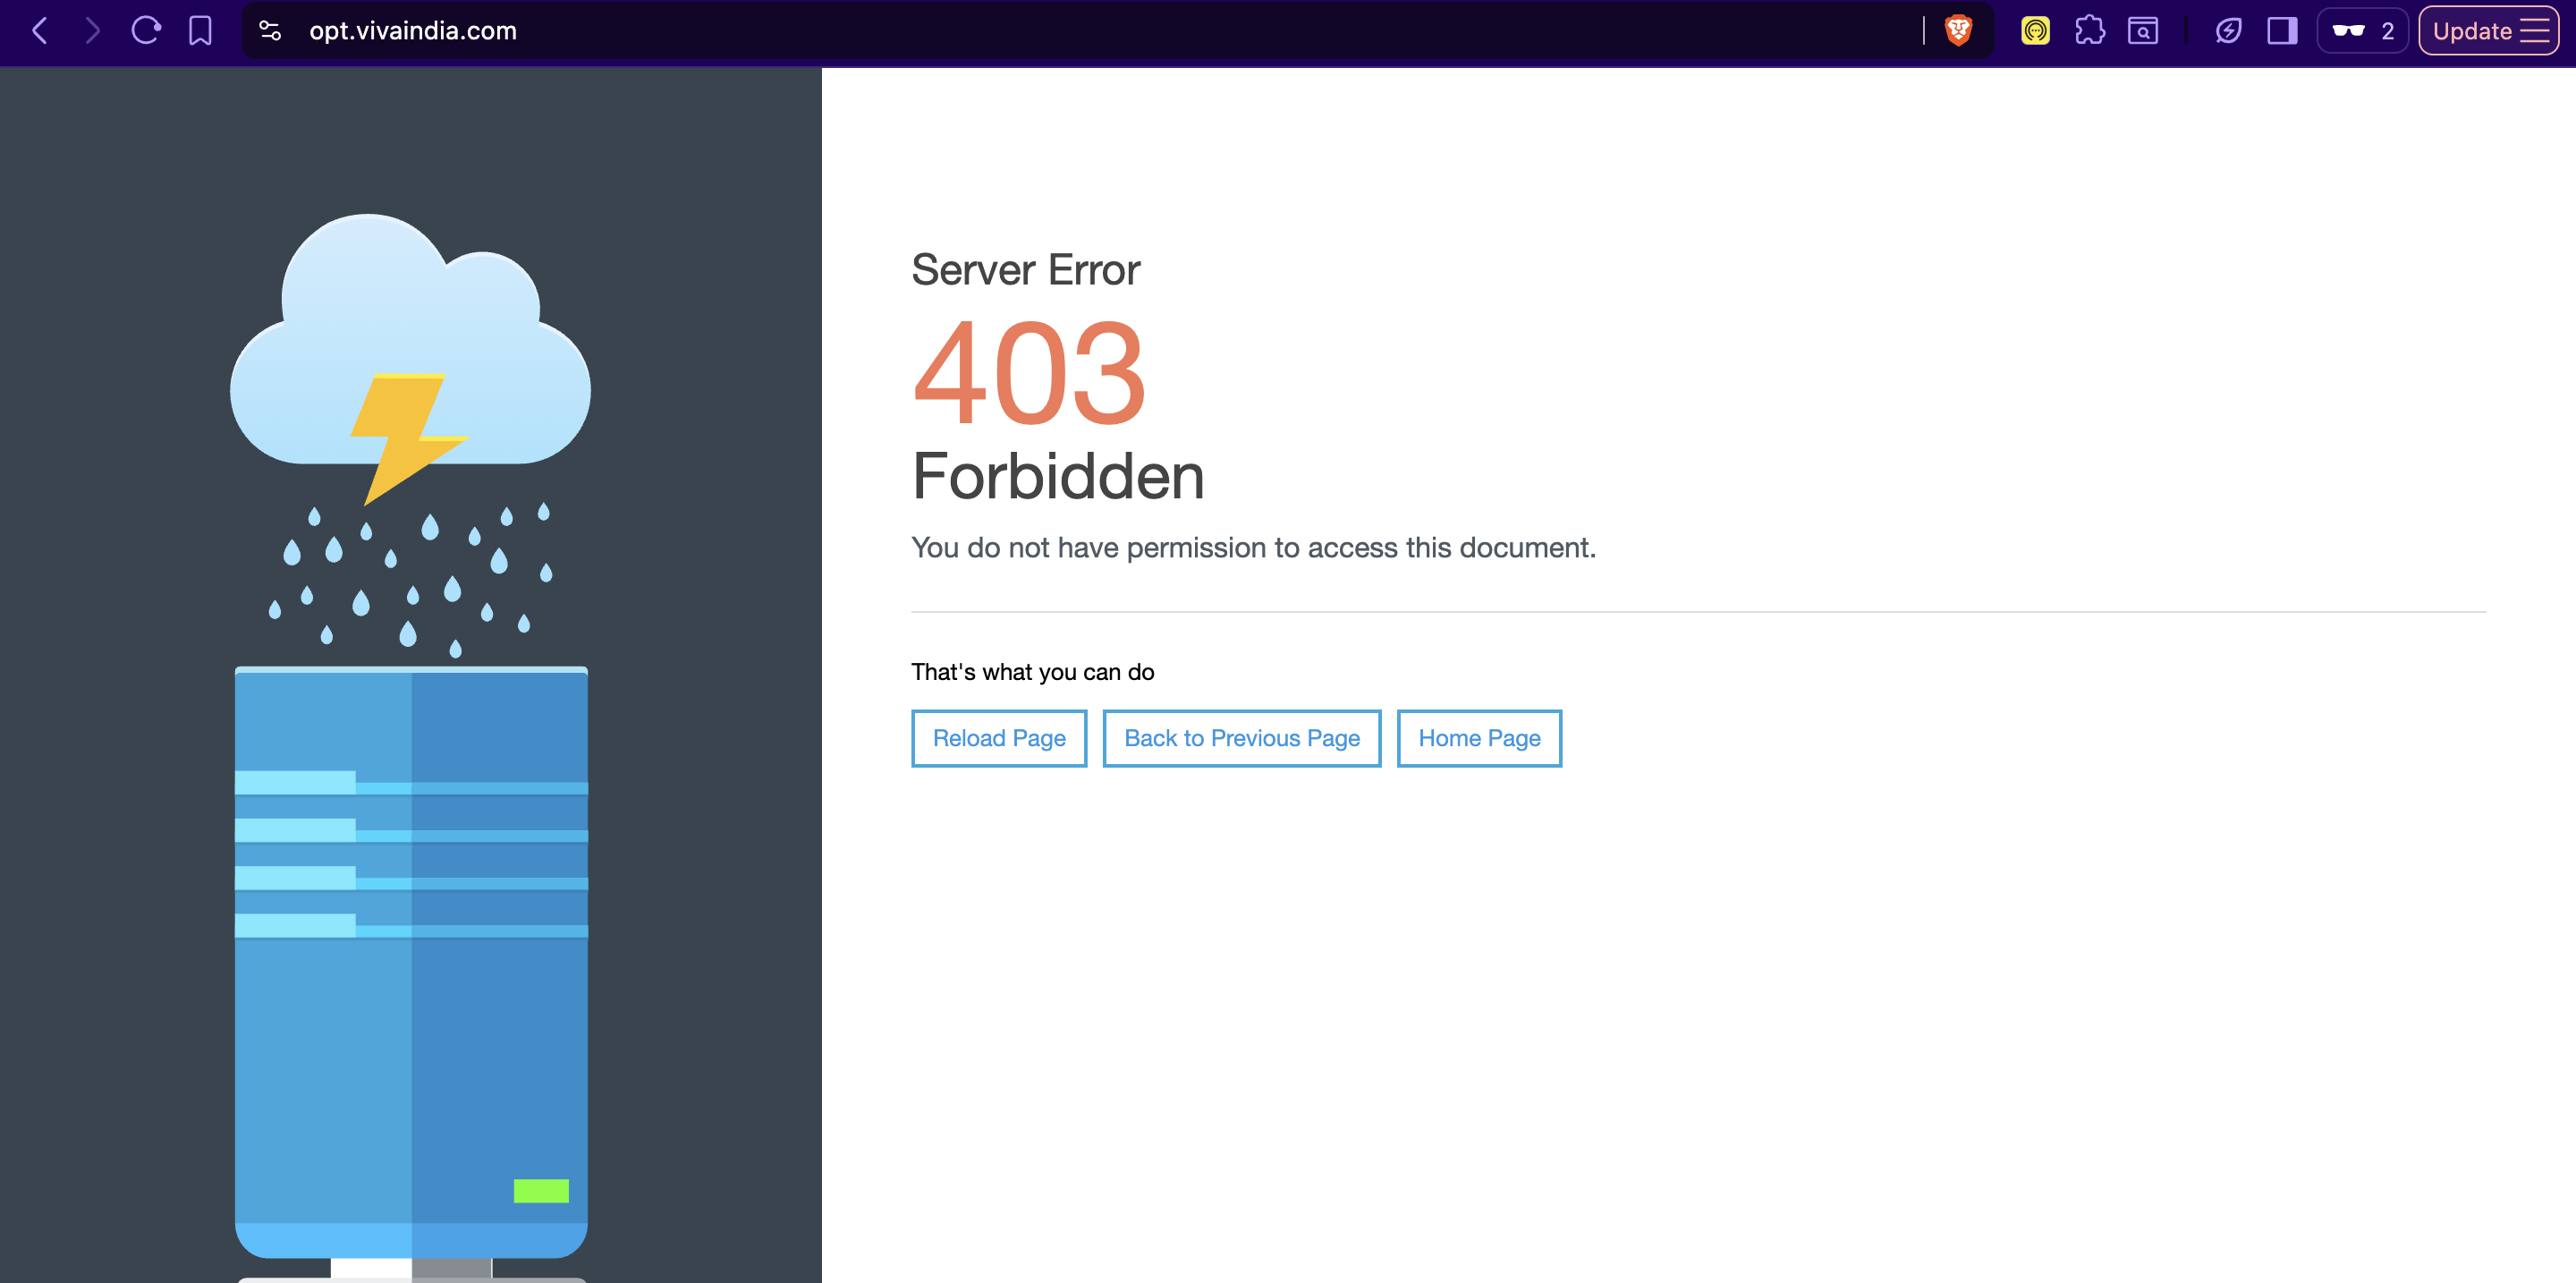 opt.vivaindia.com
2
Update
Server Error
403
Forbidden
You do not have permission to access this document.
That's what you can do
Reload Page
Back to Previous Page
Home Page